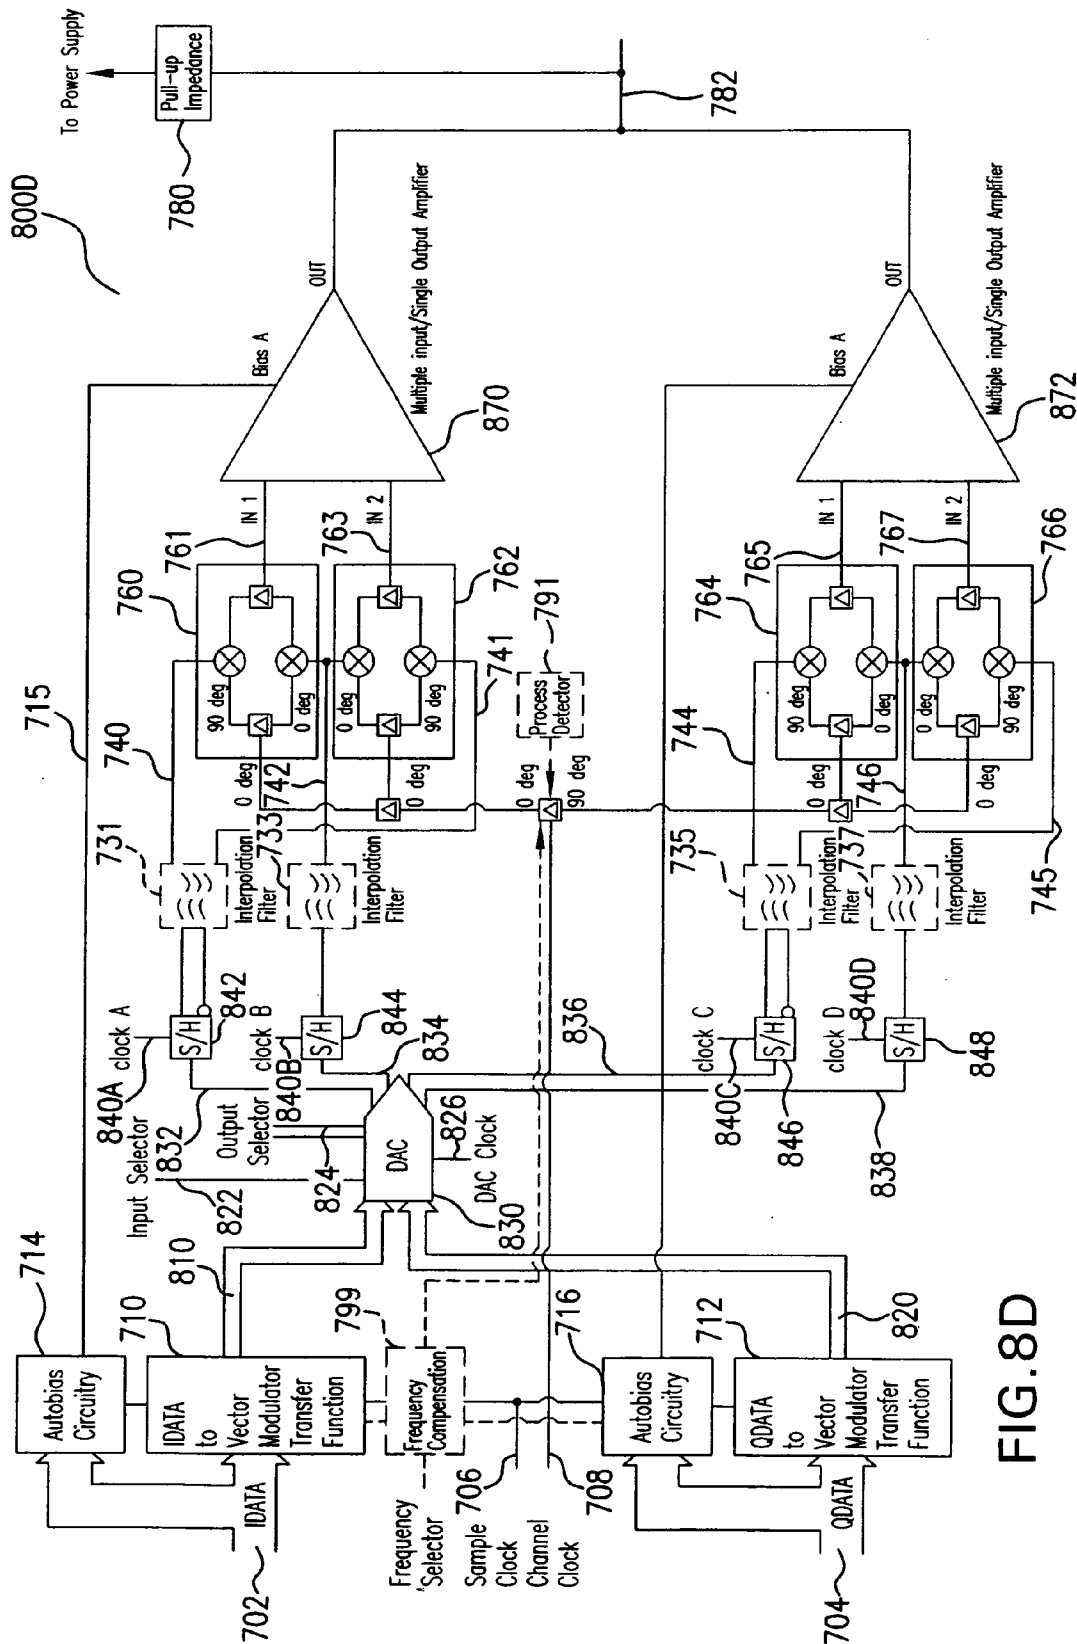 800D
To Power Supply
Pull-up
Impedance
780
782
714
Autobias
Circuitry
715
702
IDATA
710
IDATA
to
Vector
Modulator
Transfer
Function
810
Input Selector
822
Output
Selector
824
DAC
826
DAC Clock
830
832
834
836
838
clock A
840A
S/H
842
clock B
840B
S/H
844
clock C
840C
S/H
846
clock D
840D
S/H
848
731
Interpolation
Filter
733
Interpolation
Filter
735
Interpolation
Filter
737
Interpolation
Filter
740
742
741
744
746
745
760
90 deg
0 deg
0 deg
761
IN 1
762
0 deg
90 deg
0 deg
763
IN 2
Bias A
OUT
Multiple input/Single Output Amplifier
870
791
Process
Detector
0 deg
90 deg
764
90 deg
0 deg
0 deg
765
IN 1
766
0 deg
90 deg
0 deg
767
IN 2
Bias A
OUT
Multiple input/Single Output Amplifier
872
799
Frequency
Compensation
Frequency
Selector
706
Sample
Clock
708
Channel
Clock
716
Autobias
Circuitry
712
QDATA
to
Vector
Modulator
Transfer
Function
820
704
QDATA
FIG.8D